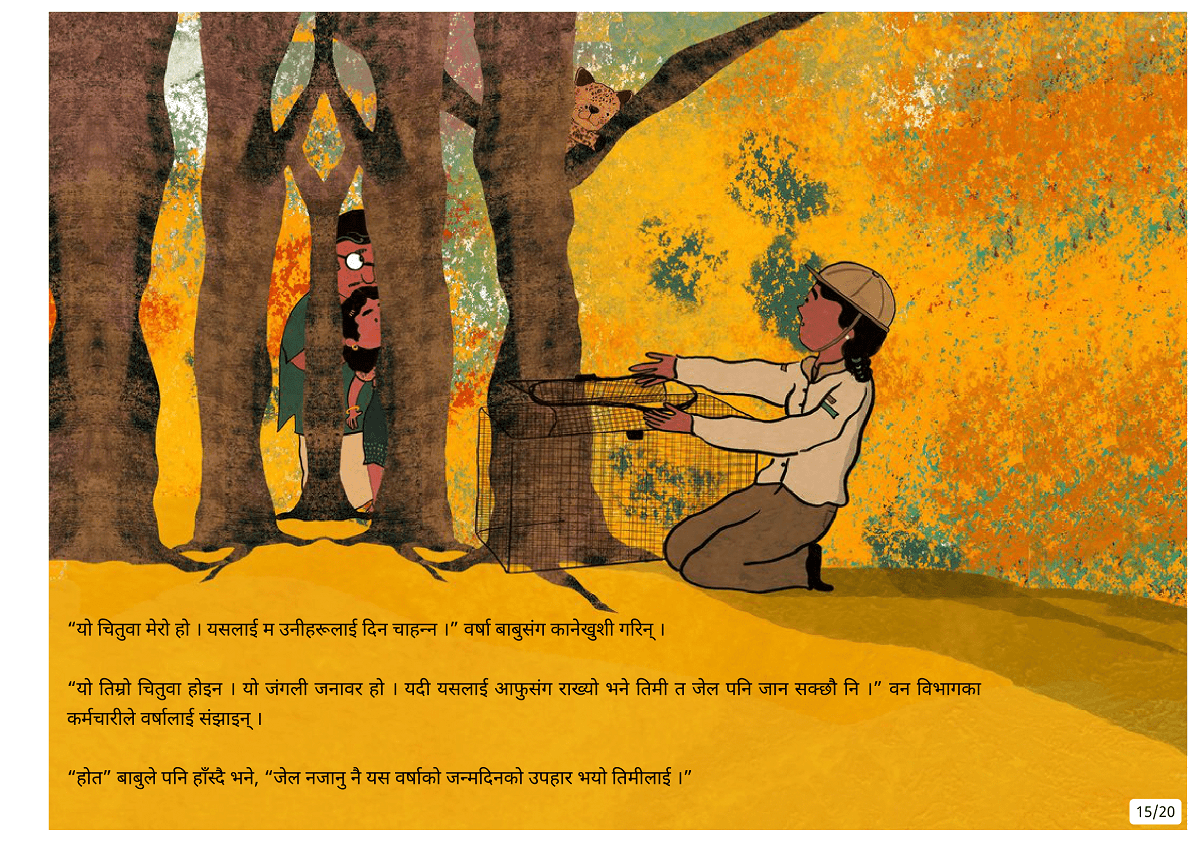 “यो चितुवा मेरो हो । यसलाई म उनीहरूलाई दिन चाहन्न ।” वर्षा बाबुसंग कानेखुशी गरिन् ।
“यो तिम्रो चितुवा होइन । यो जंगली जनावर हो । यदी यसलाई आफुसंग राख्यो भने तिमी त जेल पनि जान सक्छौ नि ।” वन विभागका
कर्मचारीले वर्षालाई संझाइन् ।
“होत” बाबुले पनि हाँस्दै भने, “जेल नजानु नै यस वर्षाको जन्मदिनको उपहार भयो तिमीलाई ।”
15/20